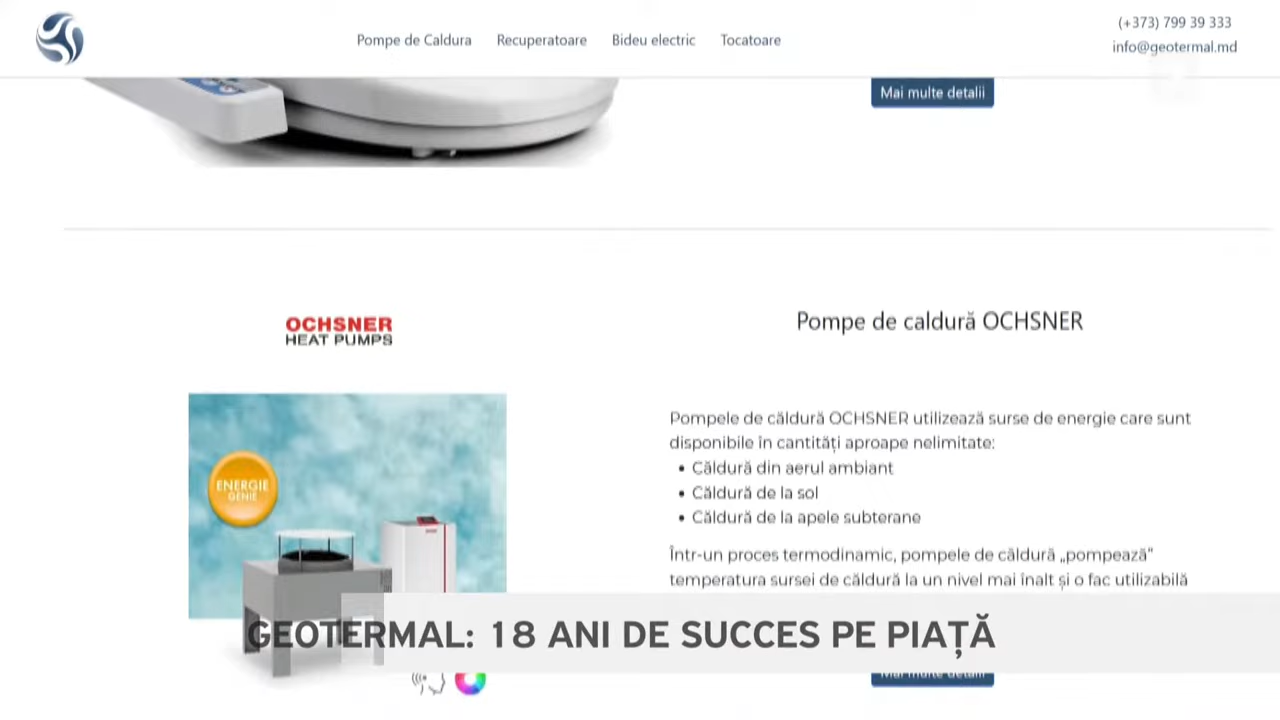 Pompe de Caldura Recuperatoare Bideu electric Tocatoare
(+373) 799 39 333
info@geotermal.md
Mai multe detalii
OCHSNER
HEAT PUMPS
Pompe de caldură OCHSNER
ENERGIE
GENIE
Pompele de căldură OCHSNER utilizează surse de energie care sunt
disponibile în cantități aproape nelimitate:
• Căldură din aerul ambiant
• Căldură de la sol
• Căldură de la apele subterane
Într-un proces termodinamic, pompele de căldură „pompează"
temperatura sursei de căldură la un nivel mai înalt și o fac utilizabilă
GEOTERMAL: 18 ANI DE SUCCES PE PIAȚĂ
Mai multe detalii